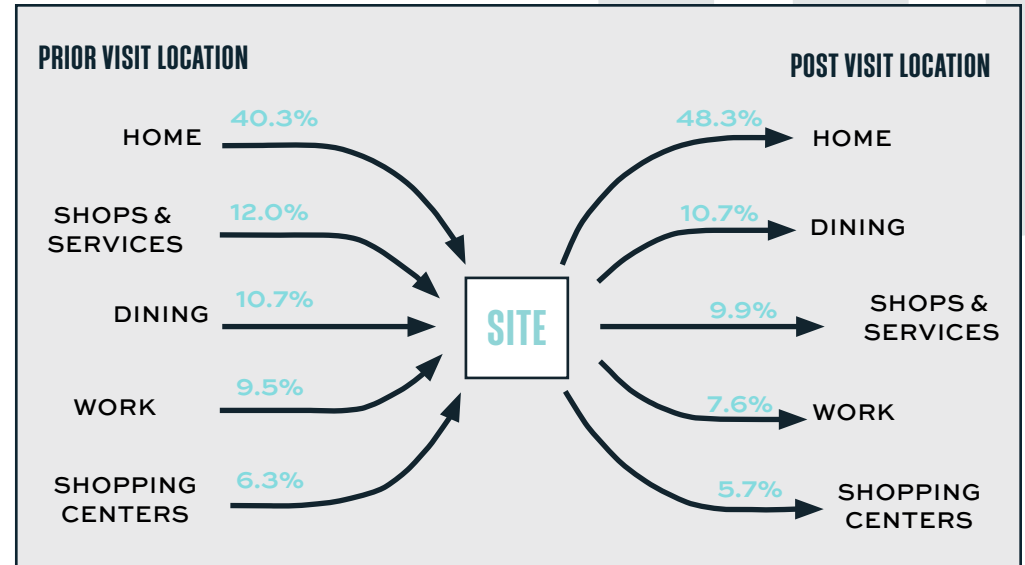 PRIOR VISIT LOCATION
POST VISIT LOCATION
40.3%
HOME
12.0%
SHOPS &
SERVICES
10.7%
DINING
9.5%
WORK
6.3%
SHOPPING
CENTERS
SITE
48.3%
HOME
10.7%
DINING
9.9%
SHOPS &
SERVICES
7.6%
WORK
5.7%
SHOPPING
CENTERS